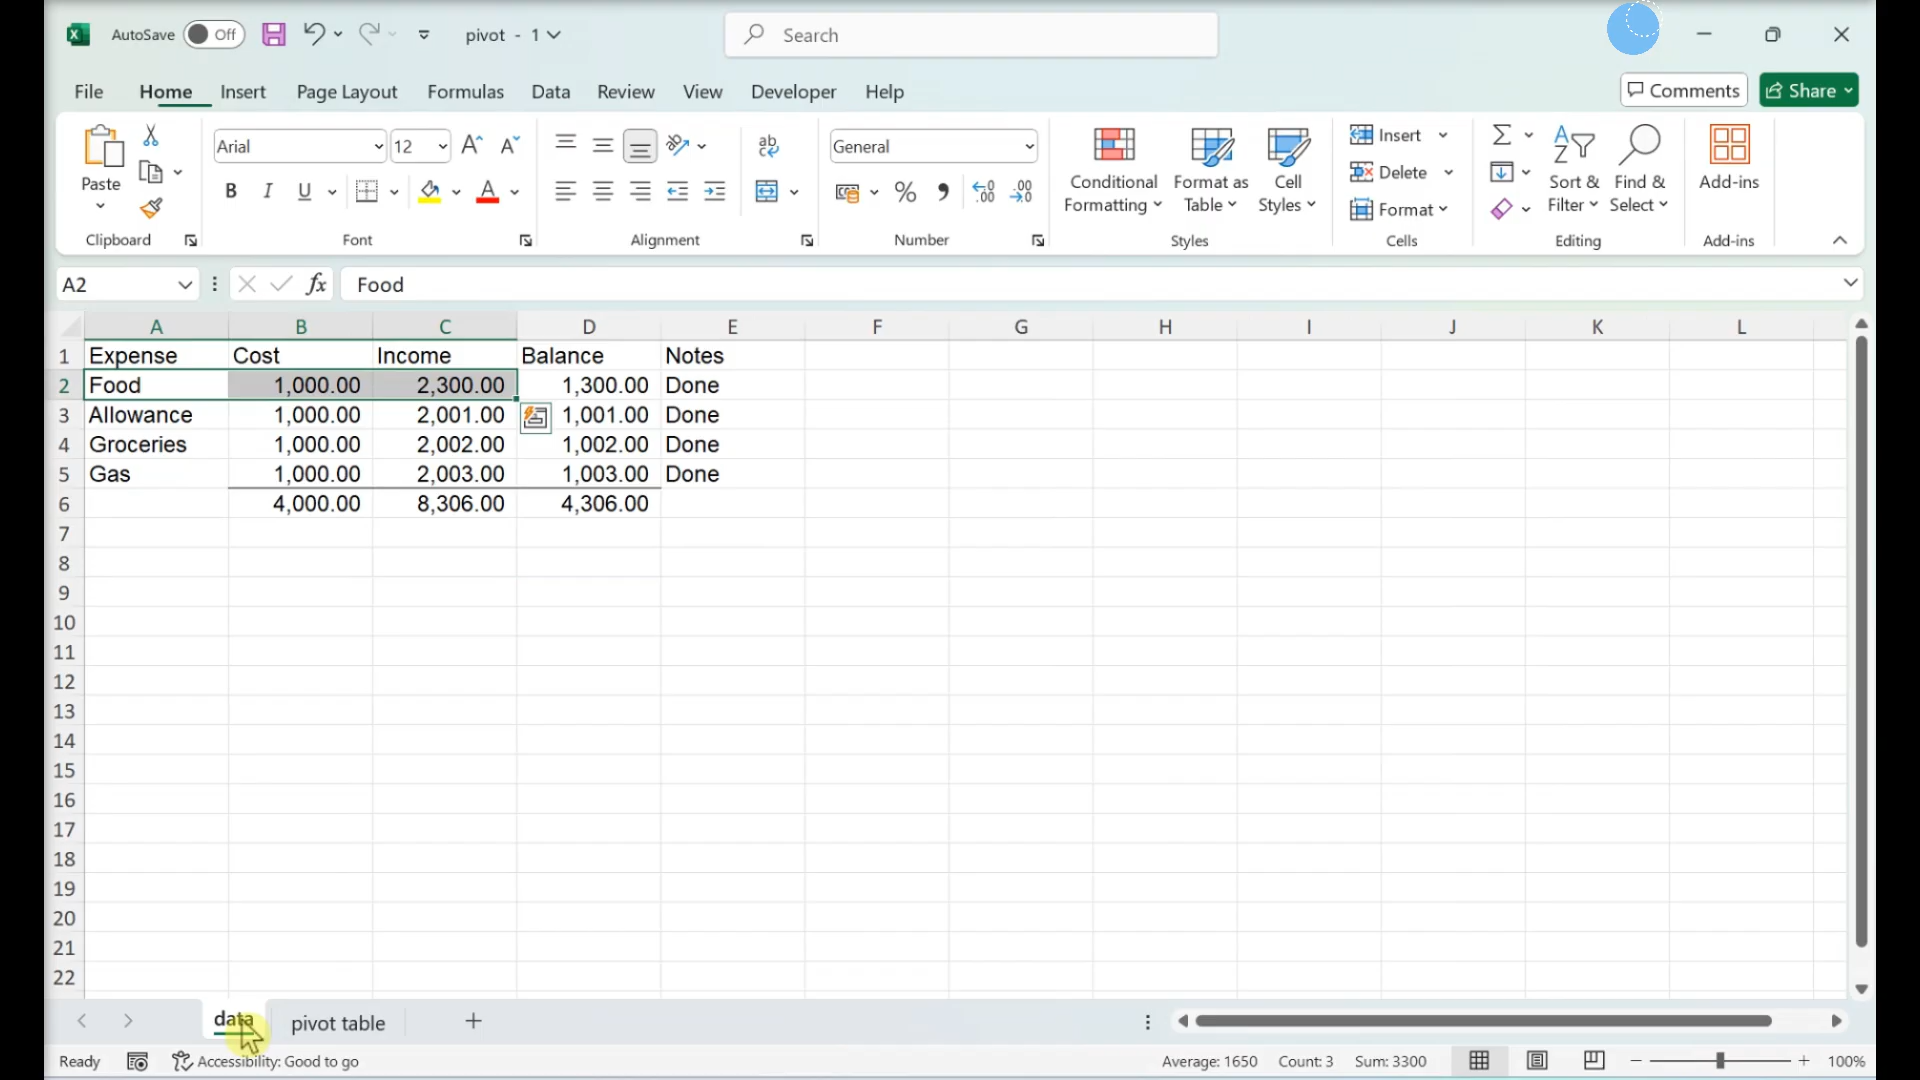 AutoSave Off pivot - 1 Search
File Home Insert Page Layout Formulas Data Review View Developer Help Comments Share
Arial 12 General Insert
Paste Conditional Format as Cell Delete Sort & Find & Add-ins
Formatting Table Styles Format Filter Select
Clipboard Font Alignment Number Styles Cells Editing Add-ins
A2 fx Food
A B C D E F G H I J K L
1 Expense Cost Income Balance Notes
2 Food 1,000.00 2,300.00 1,300.00 Done
3 Allowance 1,000.00 2,001.00 1,001.00 Done
4 Groceries 1,000.00 2,002.00 1,002.00 Done
5 Gas 1,000.00 2,003.00 1,003.00 Done
6 4,000.00 8,306.00 4,306.00
7
8
9
10
11
12
13
14
15
16
17
18
19
20
21
22
data pivot table
Ready Accessibility: Good to go Average: 1650 Count: 3 Sum: 3300 100%